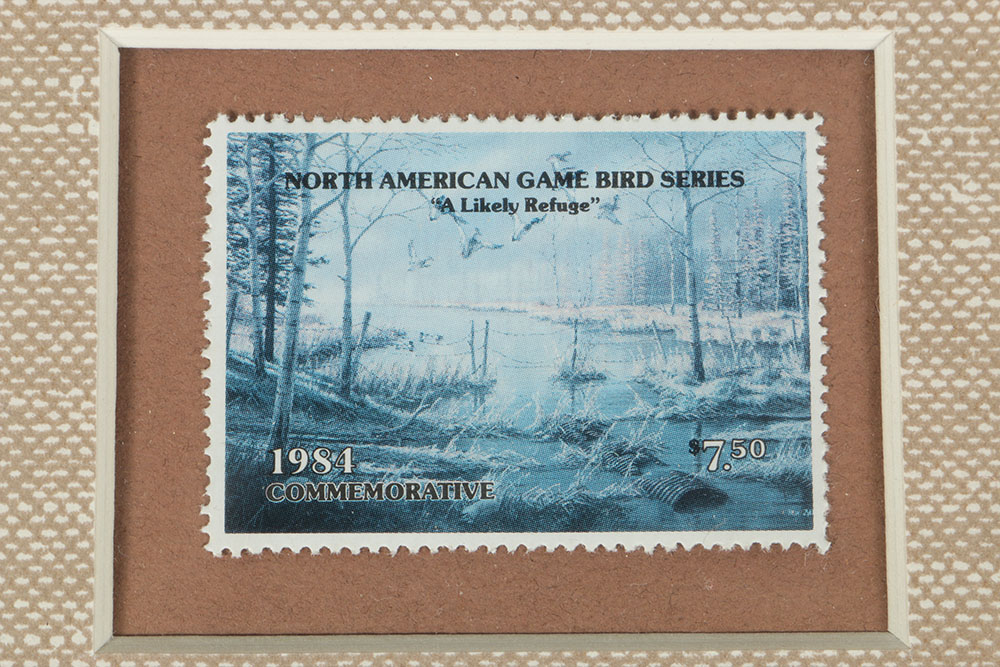 NORTH AMERICAN GAME BIRD SERIES
"A Likely Refuge"
1984
COMMEMORATIVE
$7.50